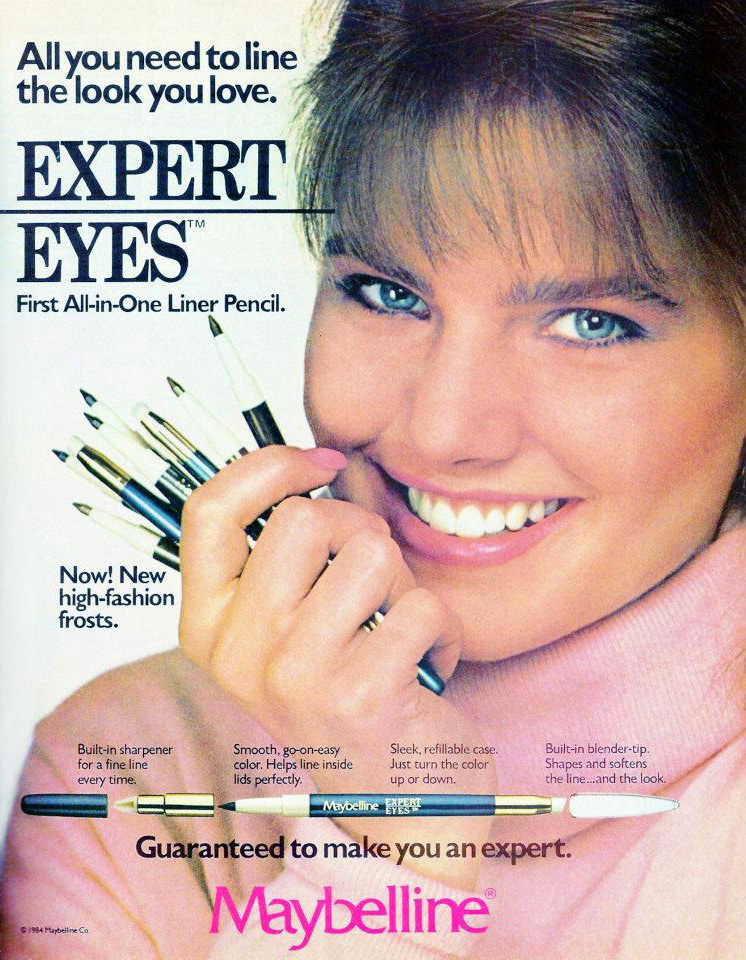 All you need to line
the look you love.
EXPERT
EYES™
First All-in-One Liner Pencil.
Now! New
high-fashion
frosts.
Built-in sharpener
for a fine line
every time.
Smooth, go-on-easy
color. Helps line inside
lids perfectly.
Sleek, refillable case.
Just turn the color
up or down.
Built-in blender-tip.
Shapes and softens
the line...and the look.
Maybelline EXPERT
EYES™
Guaranteed to make you an expert.
Maybelline®
© 1984 Maybelline Co.